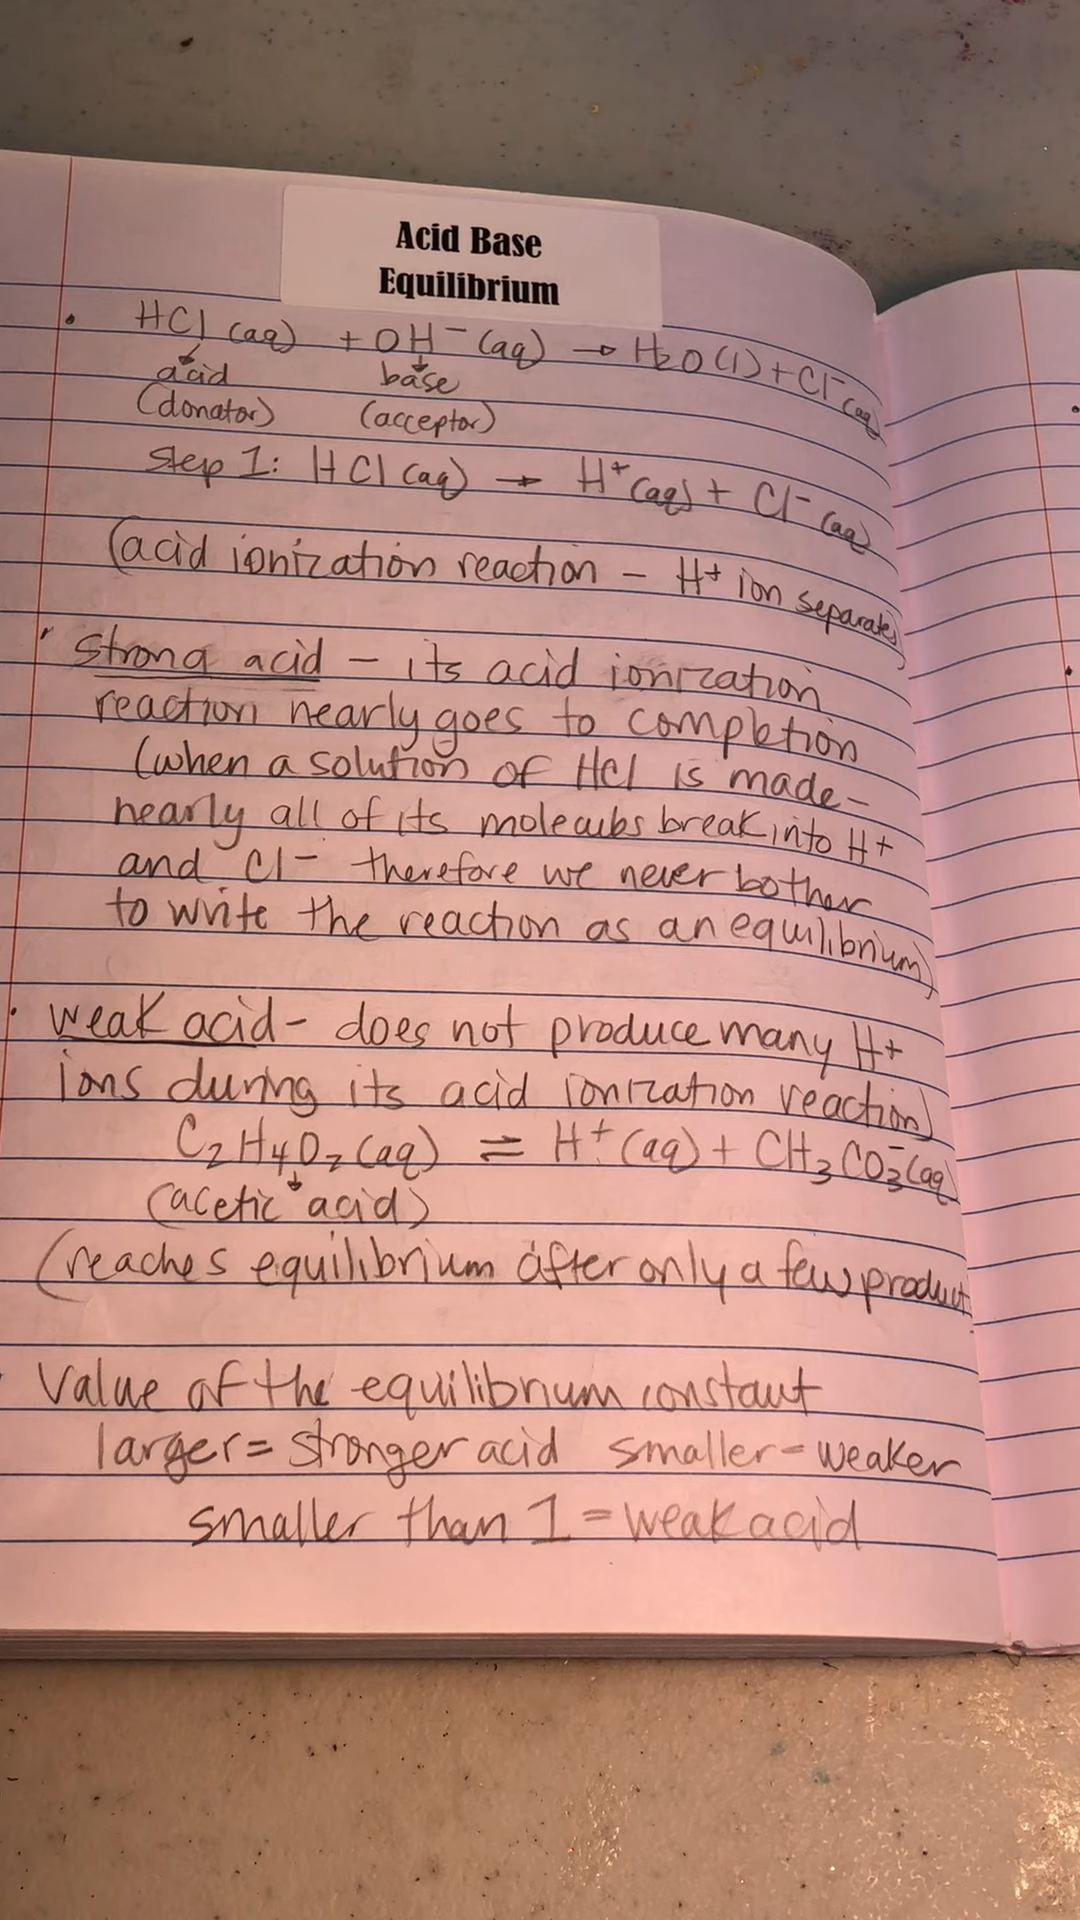 Acid Base
Equilibrium
• HCl (aq) + OH⁻ (aq) → H₂O (l) + Cl⁻ (aq)
acid base
(donator) (acceptor)
step 1: HCl (aq) → H⁺ (aq) + Cl⁻ (aq)
(acid ionization reaction – H+ ion separates)
• strong acid – its acid ionization
reaction nearly goes to completion
(when a solution of HCl is made –
nearly all of its molecules break into H+
and Cl– therefore we never bother
to write the reaction as an equilibrium)
• weak acid – does not produce many H+
ions during its acid ionization reaction)
C₂H₄O₂ (aq) ⇌ H⁺ (aq) + CH₃CO₃⁻ (aq)
(acetic acid)
(reaches equilibrium after only a few product
• Value of the equilibrium constant
larger = stronger acid smaller – weaker
smaller than 1 = weak acid